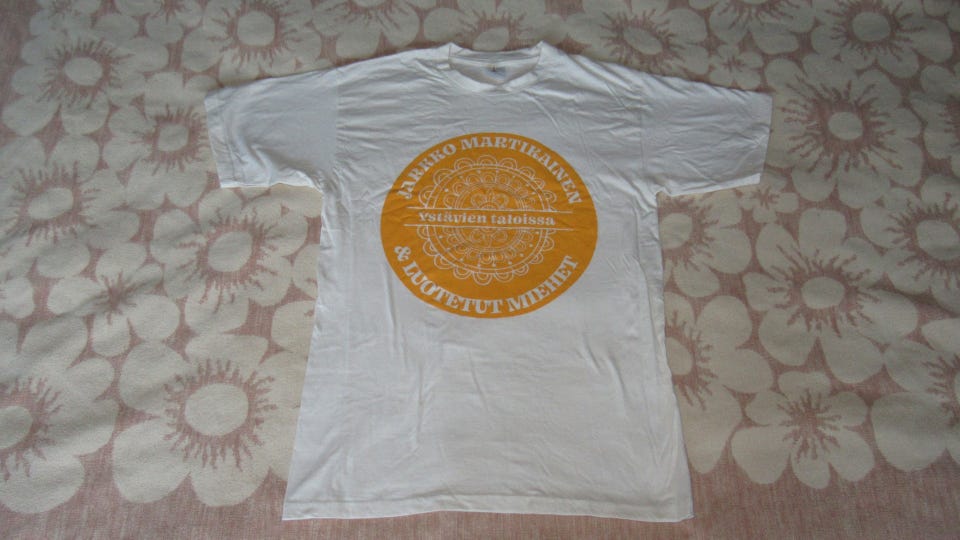 JARKKO MARTIKAINEN
Ystävien taloissa
& LUOTETUT MIEHET